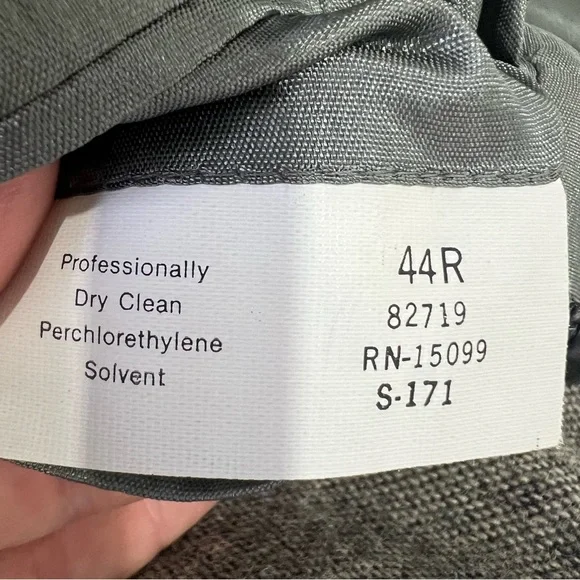 Professionally
Dry Clean
Perchlorethylene
Solvent
44R
82719
RN-15099
S-171